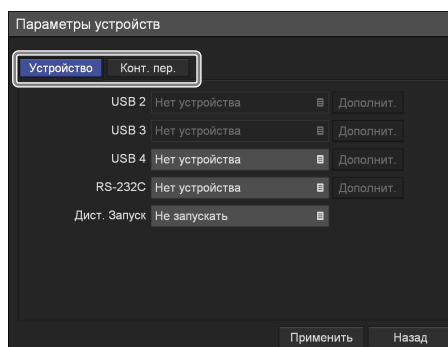 Параметры устройств
Устройство Конт. пер.
USB 2 Нет устройства Дополнит.
USB 3 Нет устройства Дополнит.
USB 4 Нет устройства Дополнит.
RS-232C Нет устройства Дополнит.
Дист. Запуск Не запускать
Применить Назад